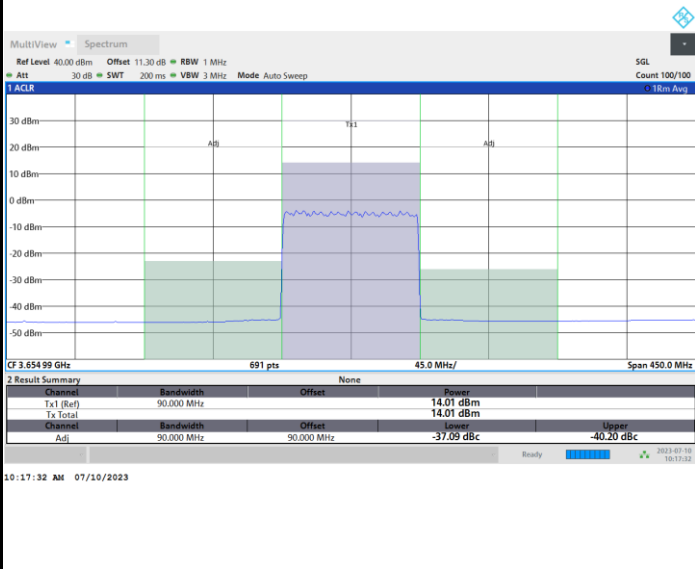 MultiView Spectrum
Ref Level 40.00 dBm Offset 11.30 dB RBW 1 MHz SGL
Att 30 dB SWT 200 ms VBW 3 MHz Mode Auto Sweep Count 100/100
1 ACLR 1Rm Avg
30 dBm
Tx1
20 dBm
Adj Adj
10 dBm
0 dBm
-10 dBm
-20 dBm
-30 dBm
-40 dBm
-50 dBm
CF 3.654 99 GHz 691 pts 45.0 MHz/ Span 450.0 MHz
2 Result Summary None
Channel Bandwidth Offset Power
Tx1 (Ref) 90.000 MHz 14.01 dBm
Tx Total 14.01 dBm
Channel Bandwidth Offset Lower Upper
Adj 90.000 MHz 90.000 MHz -37.09 dBc -40.20 dBc
Ready 2023-07-10
10:17:32
10:17:32 AM 07/10/2023